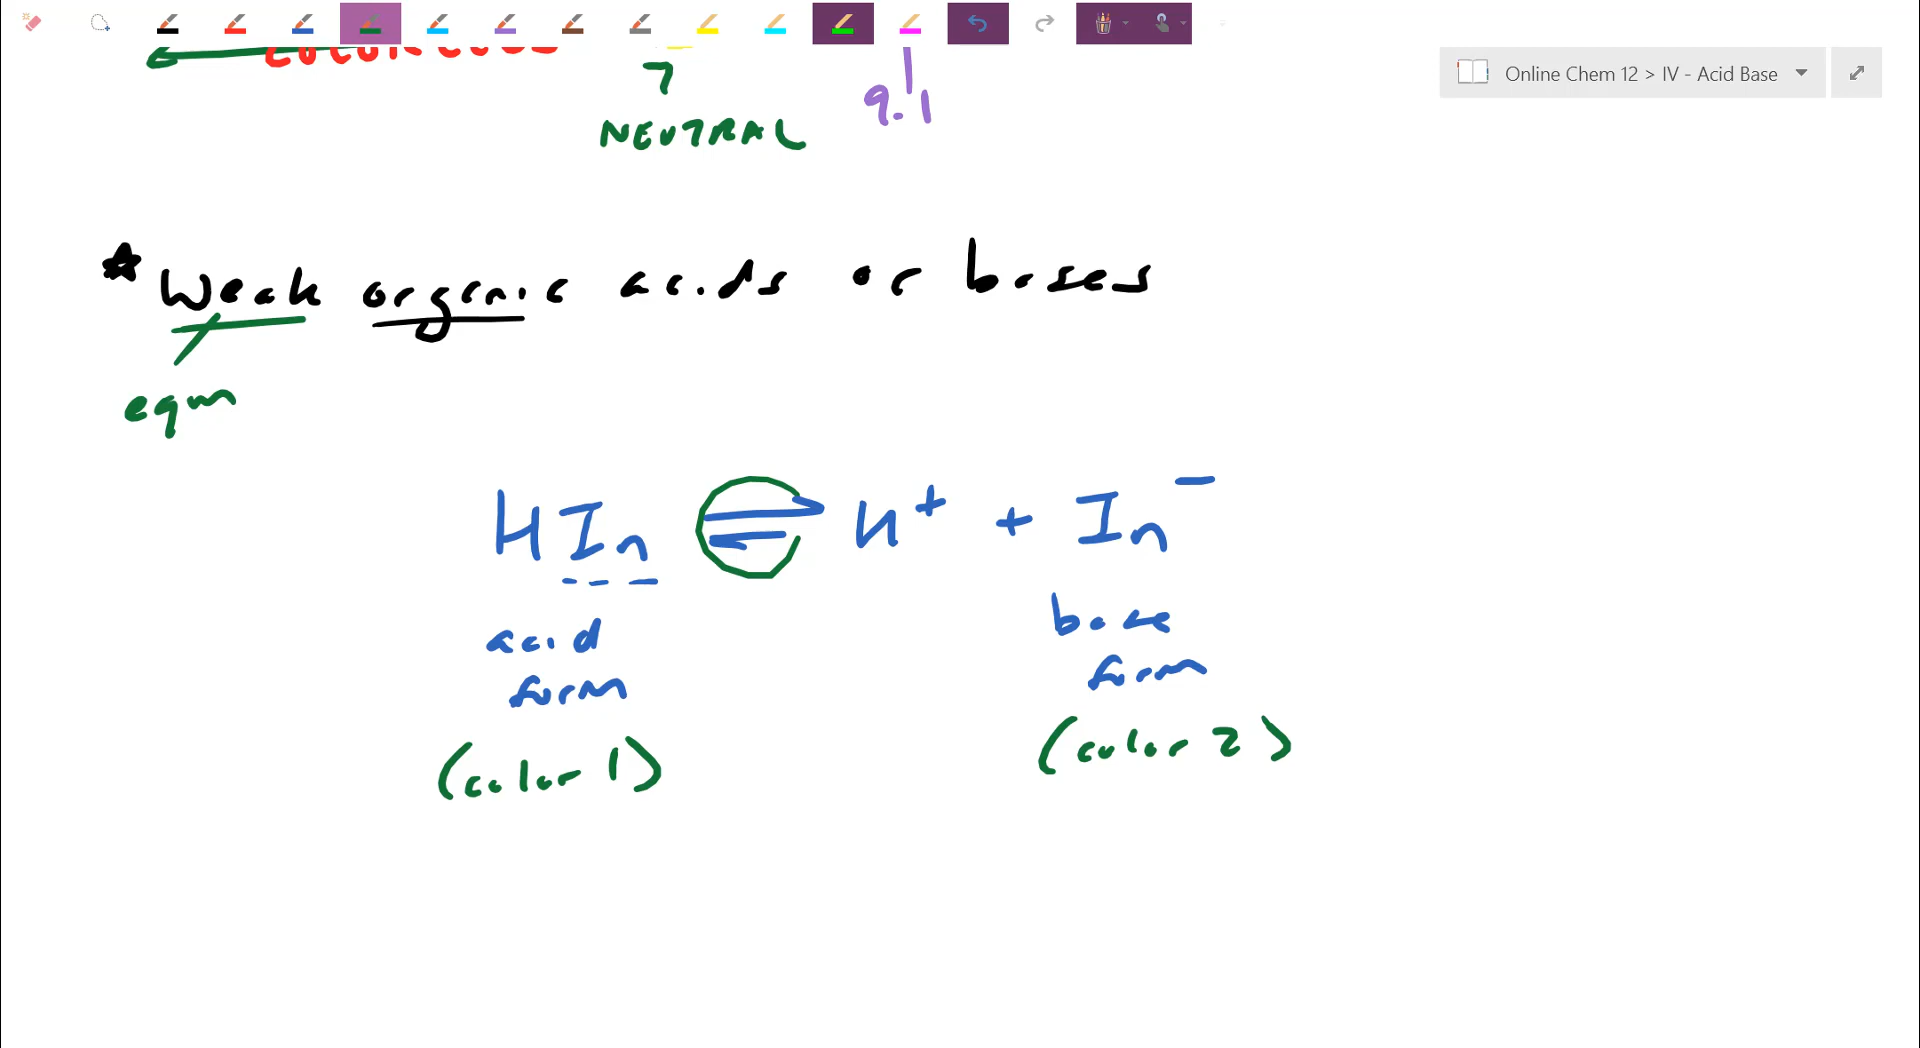 Online Chem 12 > IV - Acid Base
7
9.1
NEUTRAL
* Weak organic acids or bases
eqm
HIn ⇌ H⁺ + In⁻
acid form
base form
(color 1)
(color 2)